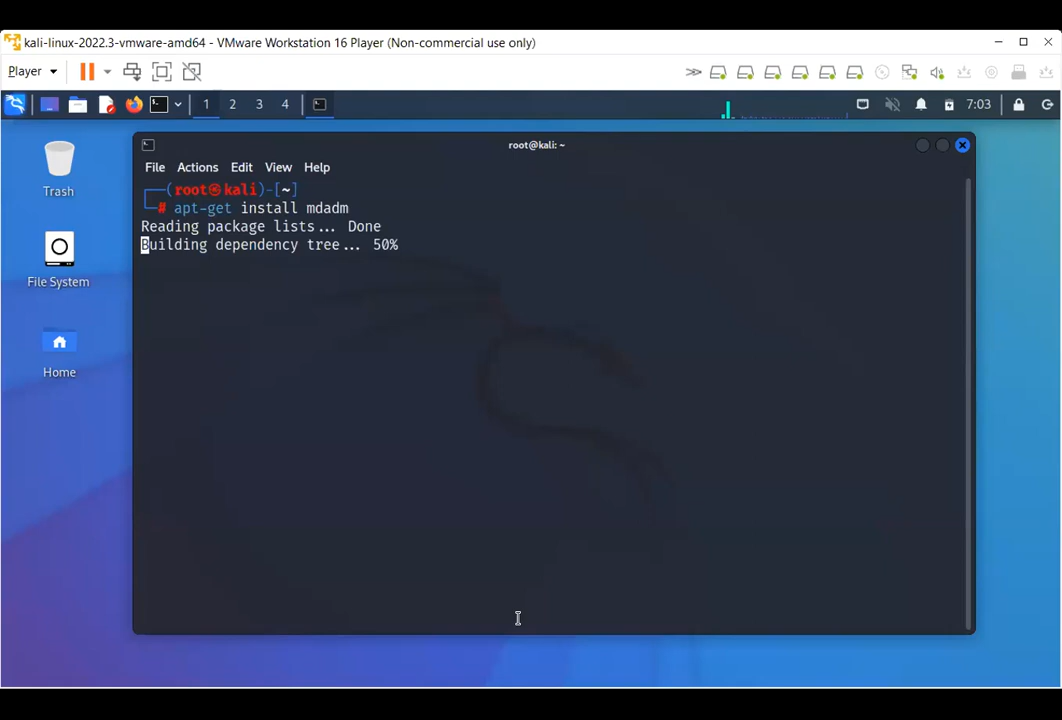 kali-linux-2022.3-vmware-amd64 - VMware Workstation 16 Player (Non-commercial use only)
Player
1 2 3 4
7:03
root@kali: ~
File Actions Edit View Help
Trash
File System
Home
┌──(root㉿kali)-[~]
└─# apt-get install mdadm
Reading package lists... Done
Building dependency tree... 50%